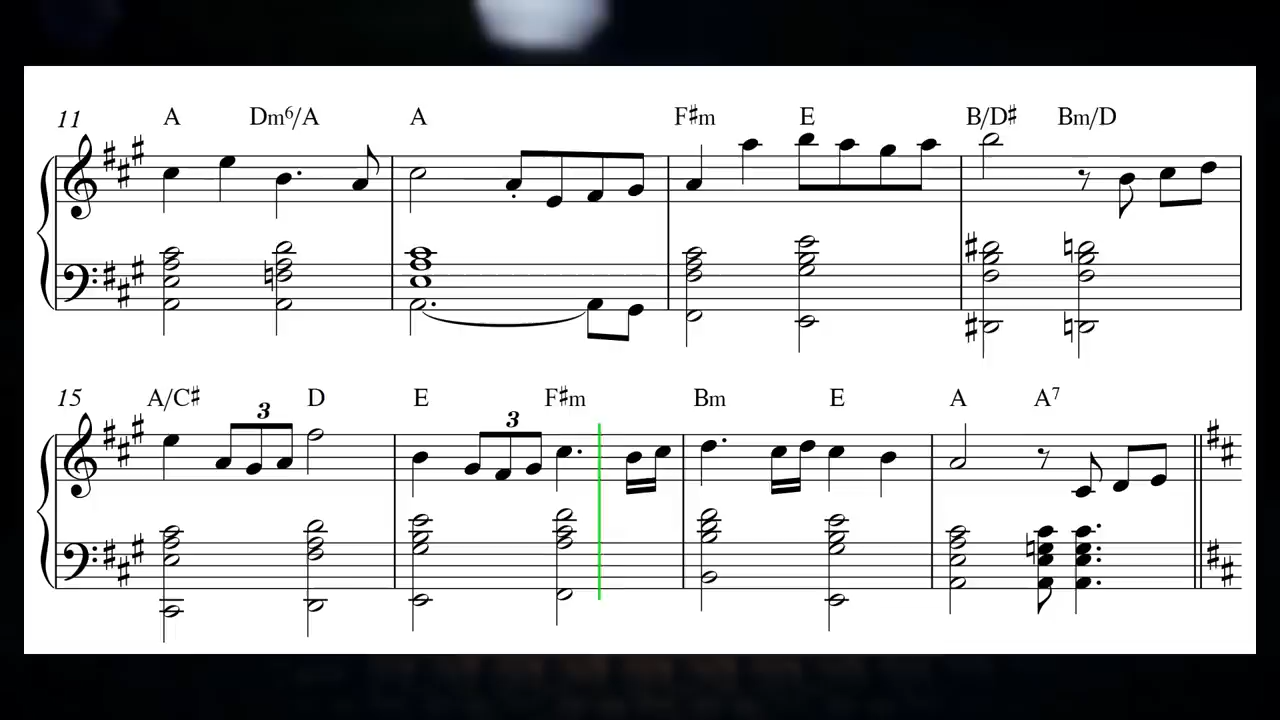 11 A Dm6/A A F♯m E B/D♯ Bm/D
15 A/C♯ 3 D E 3 F♯m Bm E A A7